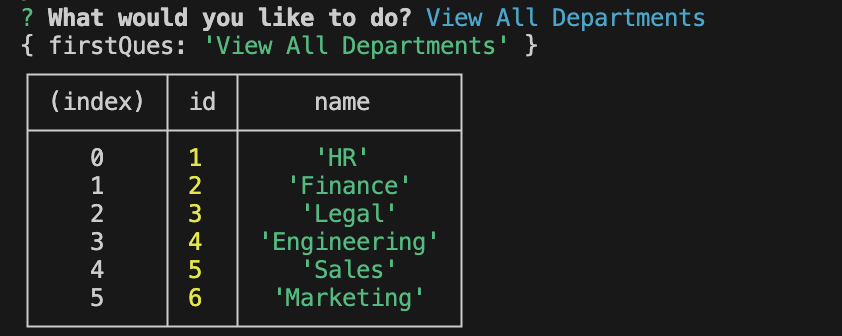 ? What would you like to do? View All Departments
{ firstQues: 'View All Departments' }
(index) id name
0 1 'HR'
1 2 'Finance'
2 3 'Legal'
3 4 'Engineering'
4 5 'Sales'
5 6 'Marketing'